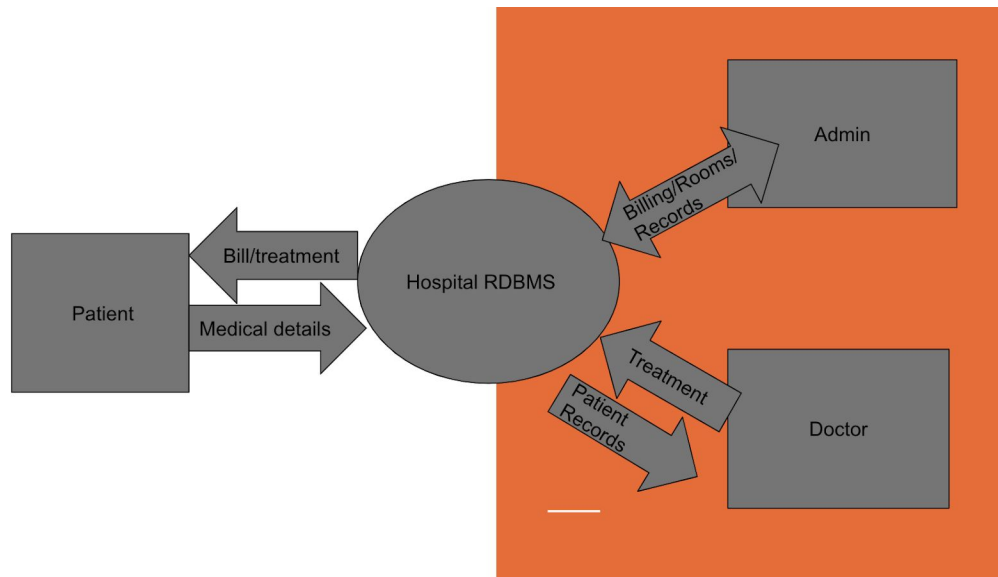 Admin
Billing/Rooms/
Records
Bill/treatment
Hospital RDBMS
Patient
Medical details
Treatment
Patient
Records
Doctor